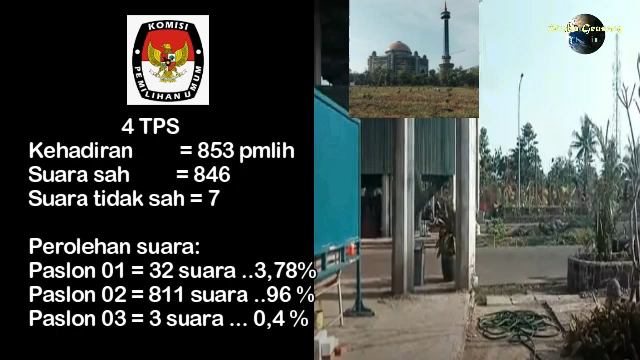 KOMISI
PEMILIHAN UMUM
4 TPS
Kehadiran = 853 pmlih
Suara sah = 846
Suara tidak sah = 7
Perolehan suara:
Paslon 01 = 32 suara ..3,78%
Paslon 02 = 811 suara ..96 %
Paslon 03 = 3 suara ... 0,4 %